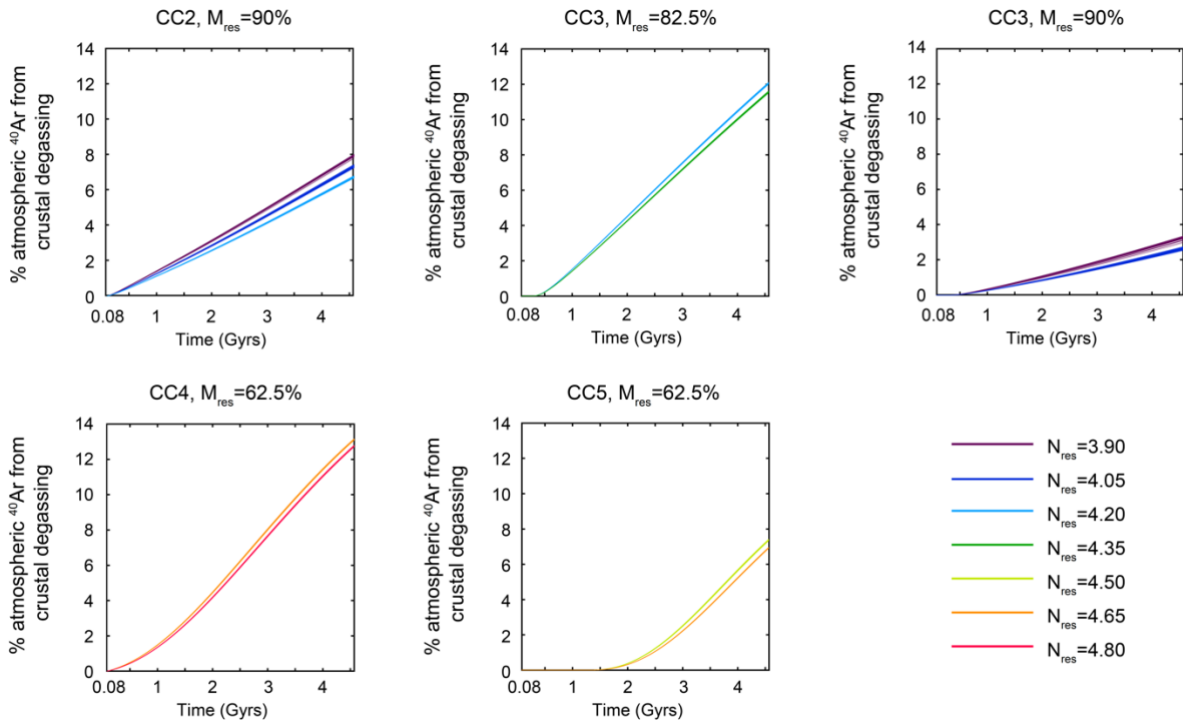 CC2, M_res=90%
14
12
10
8
6
4
2
0
% atmospheric ⁴⁰Ar from
crustal degassing
0.08 1 2 3 4
Time (Gyrs)
CC3, M_res=82.5%
14
12
10
8
6
4
2
0
% atmospheric ⁴⁰Ar from
crustal degassing
0.08 1 2 3 4
Time (Gyrs)
CC3, M_res=90%
14
12
10
8
6
4
2
0
% atmospheric ⁴⁰Ar from
crustal degassing
0.08 1 2 3 4
Time (Gyrs)
CC4, M_res=62.5%
14
12
10
8
6
4
2
0
% atmospheric ⁴⁰Ar from
crustal degassing
0.08 1 2 3 4
Time (Gyrs)
CC5, M_res=62.5%
14
12
10
8
6
4
2
0
% atmospheric ⁴⁰Ar from
crustal degassing
0.08 1 2 3 4
Time (Gyrs)
N_res=3.90
N_res=4.05
N_res=4.20
N_res=4.35
N_res=4.50
N_res=4.65
N_res=4.80